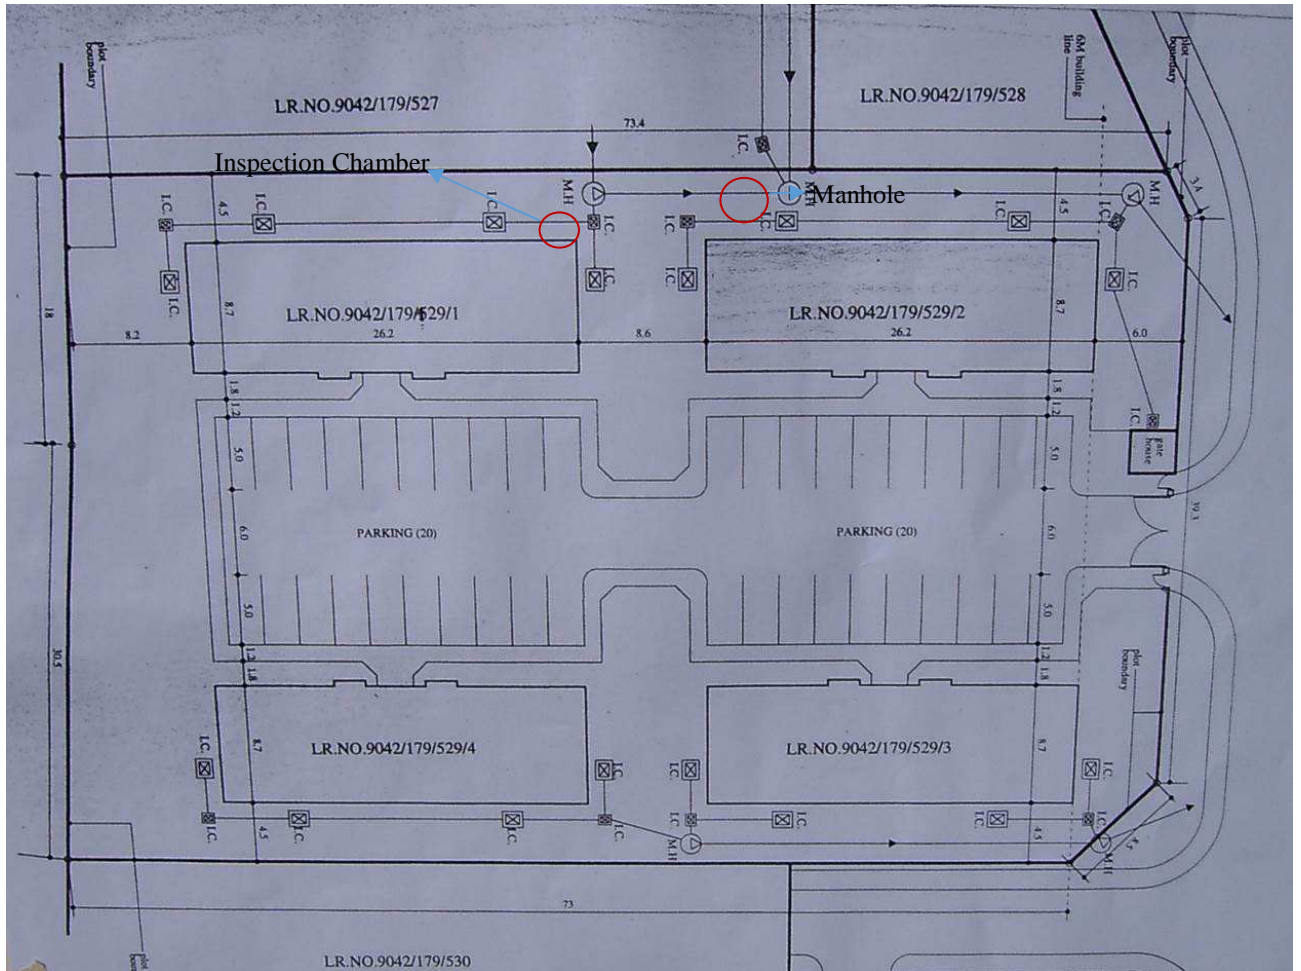 plot
boundary
LR.NO.9042/179/527
73.4
LR.NO.9042/179/528
6M building
line
plot
boundary
I.C.
Inspection Chamber
M.H
M.H
Manhole
M.H
3.A
I.C.
4.5
I.C.
I.C.
I.C.
I.C.
I.C.
I.C.
4.5
I.C.
I.C.
I.C.
I.C.
I.C.
18
8.7
LR.NO.9042/179/529/1
LR.NO.9042/179/529/2
8.7
8.2
26.2
8.6
26.2
6.0
1.8
1.2
1.8
1.2
I.C.
gate
house
5.0
5.0
39.3
6.0
PARKING (20)
PARKING (20)
6.0
5.0
5.0
30.5
1.2
1.8
1.2
1.8
plot
boundary
8.7
LR.NO.9042/179/529/4
LR.NO.9042/179/529/3
8.7
I.C.
I.C.
I.C.
I.C.
I.C.
4.5
I.C.
I.C.
I.C.
I.C.
I.C.
I.C.
4.5
I.C.
M.H
M.H
73
LR.NO.9042/179/530